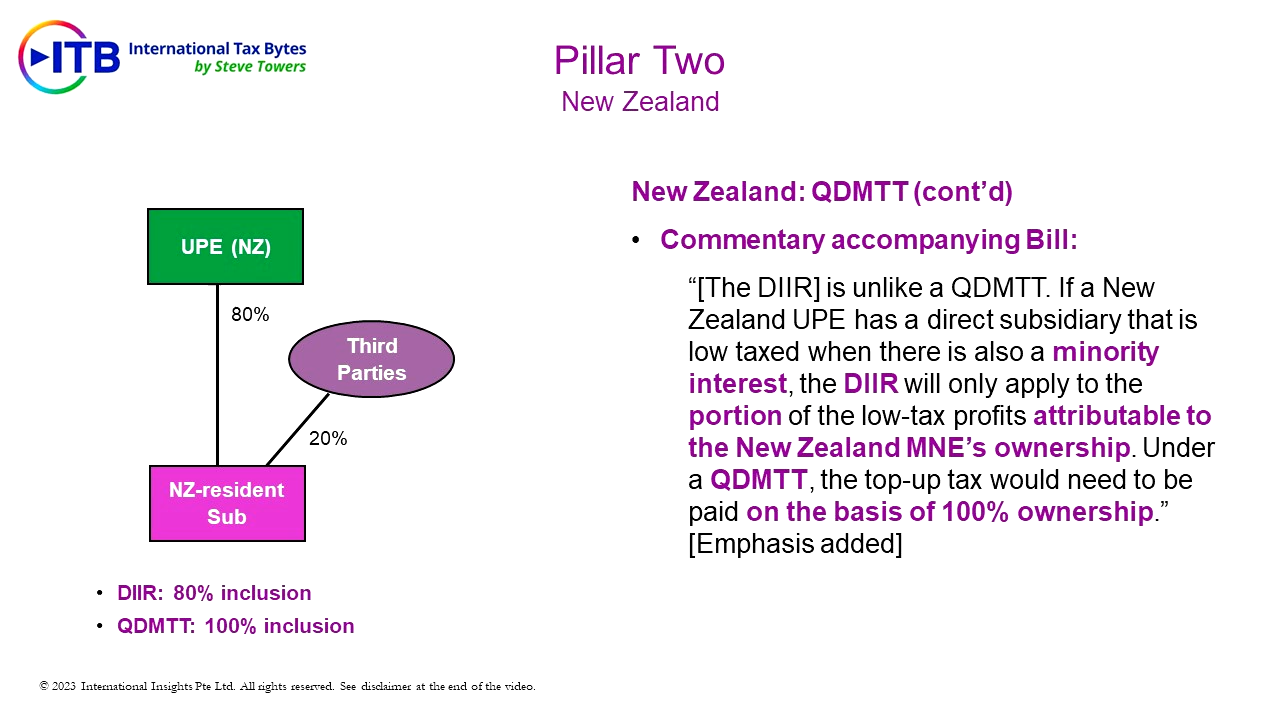 ITB International Tax Bytes
by Steve Towers
Pillar Two
New Zealand
UPE (NZ)
80%
Third
Parties
20%
NZ-resident
Sub
• DIIR: 80% inclusion
• QDMTT: 100% inclusion
New Zealand: QDMTT (cont’d)
• Commentary accompanying Bill:
“[The DIIR] is unlike a QDMTT. If a New
Zealand UPE has a direct subsidiary that is
low taxed when there is also a minority
interest, the DIIR will only apply to the
portion of the low-tax profits attributable to
the New Zealand MNE’s ownership. Under
a QDMTT, the top-up tax would need to be
paid on the basis of 100% ownership.”
[Emphasis added]
© 2023 International Insights Pte Ltd. All rights reserved. See disclaimer at the end of the video.